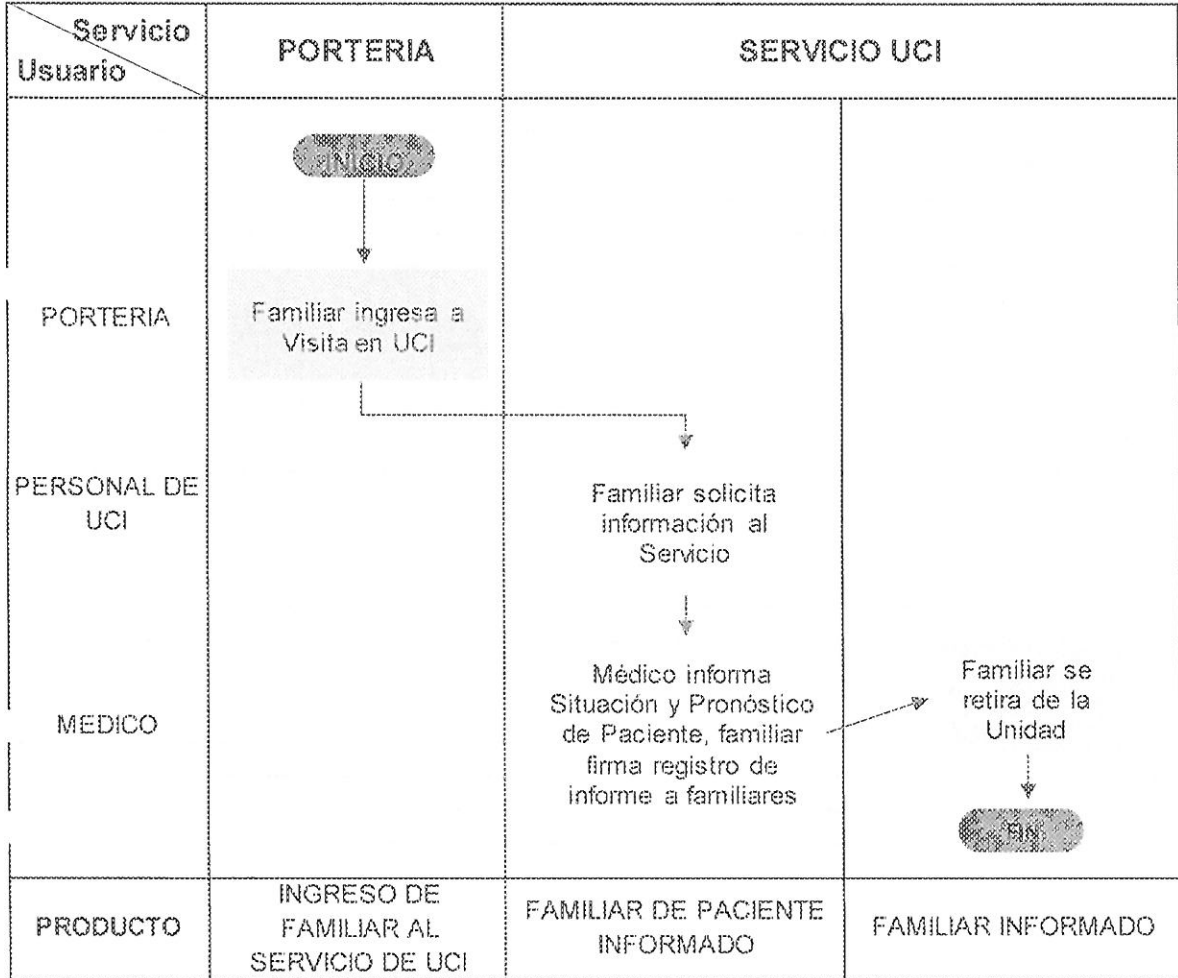 Servicio
Usuario
PORTERIA
SERVICIO UCI
INICIO
PORTERIA
Familiar ingresa a
Visita en UCI
PERSONAL DE
UCI
Familiar solicita
información al
Servicio
MEDICO
Médico informa
Situación y Pronóstico
de Paciente, familiar
firma registro de
informe a familiares
Familiar se
retira de la
Unidad
FIN
PRODUCTO
INGRESO DE
FAMILIAR AL
SERVICIO DE UCI
FAMILIAR DE PACIENTE
INFORMADO
FAMILIAR INFORMADO